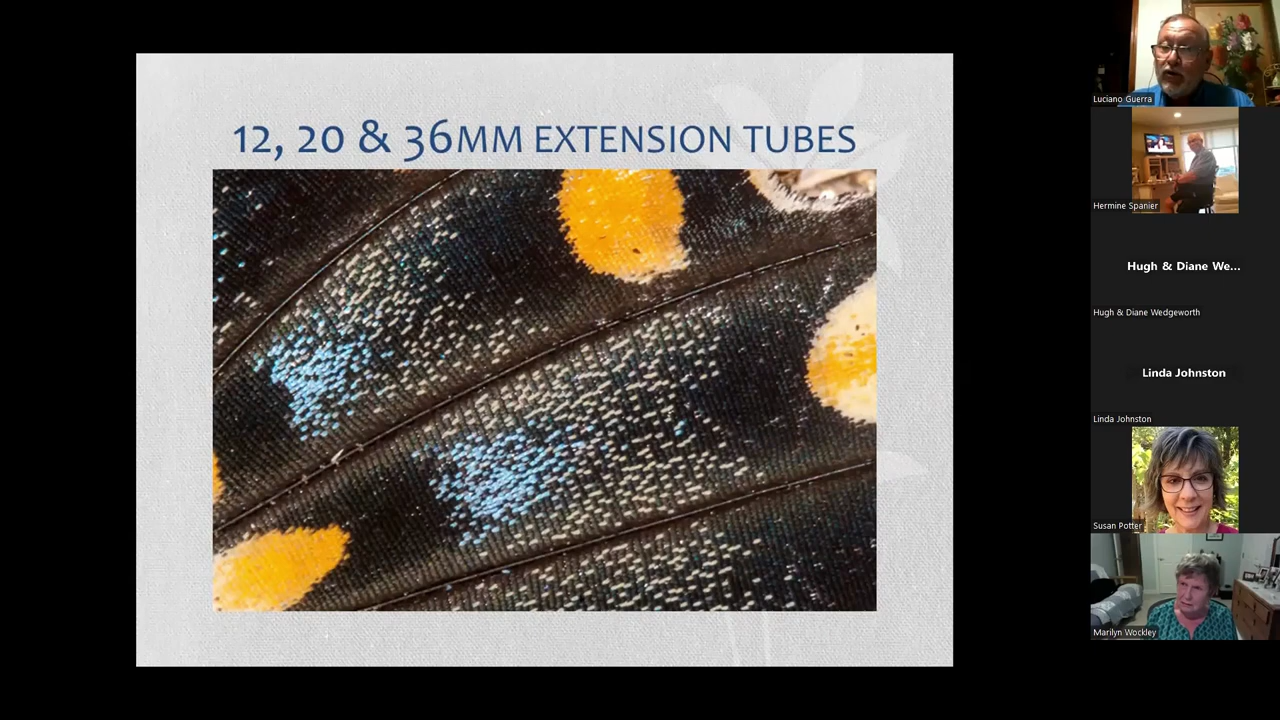 12, 20 & 36MM EXTENSION TUBES
Luciano Guerra
Hermine Spanier
Hugh & Diane We...
Hugh & Diane Wedgeworth
Linda Johnston
Linda Johnston
Susan Potter
Marilyn Wockley